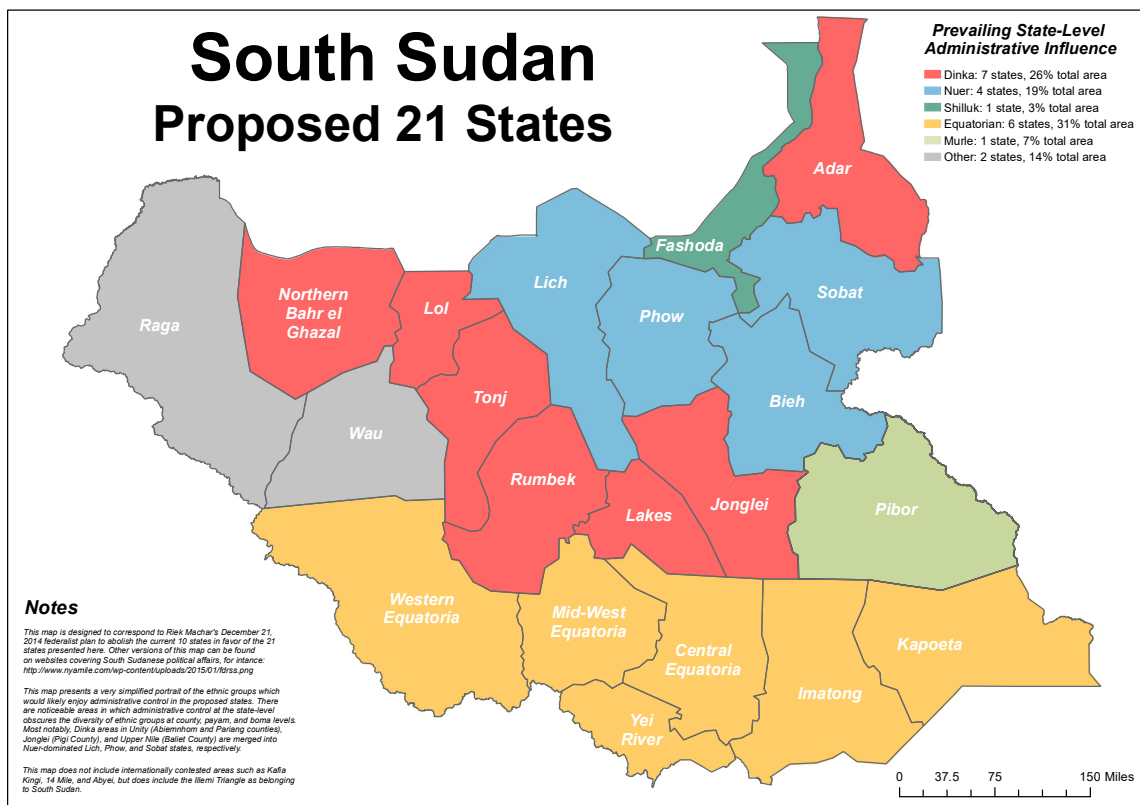 South Sudan
Proposed 21 States
Prevailing State-Level
Administrative Influence
Dinka: 7 states, 26% total area
Nuer: 4 states, 19% total area
Shilluk: 1 state, 3% total area
Equatorian: 6 states, 31% total area
Murle: 1 state, 7% total area
Other: 2 states, 14% total area
Adar
Fashoda
Lich
Sobat
Northern
Bahr el
Ghazal
Lol
Phow
Raga
Tonj
Bieh
Wau
Rumbek
Lakes
Jonglei
Pibor
Western
Equatoria
Mid-West
Equatoria
Central
Equatoria
Kapoeta
Imatong
Yei
River
Notes
This map is designed to correspond to Riek Machar's December 21,
2014 federalist plan to abolish the current 10 states in favor of the 21
states presented here. Other versions of this map can be found
on websites covering South Sudanese political affairs, for intance:
http://www.nyamile.com/wp-content/uploads/2015/01/fdrss.png
This map presents a very simplified portrait of the ethnic groups which
would likely enjoy administrative control in the proposed states. There
are noticeable areas in which administrative control at the state-level
obscures the diversity of ethnic groups at county, payam, and boma levels.
Most notably, Dinka areas in Unity (Abiemnhom and Pariang counties),
Jonglei (Pigi County), and Upper Nile (Baliet County) are merged into
Nuer-dominated Lich, Phow, and Sobat states, respectively.
This map does not include internationally contested areas such as Kafia
Kingi, 14 Mile, and Abyei, but does include the Illemi Triangle as belonging
to South Sudan.
0 37.5 75 150 Miles